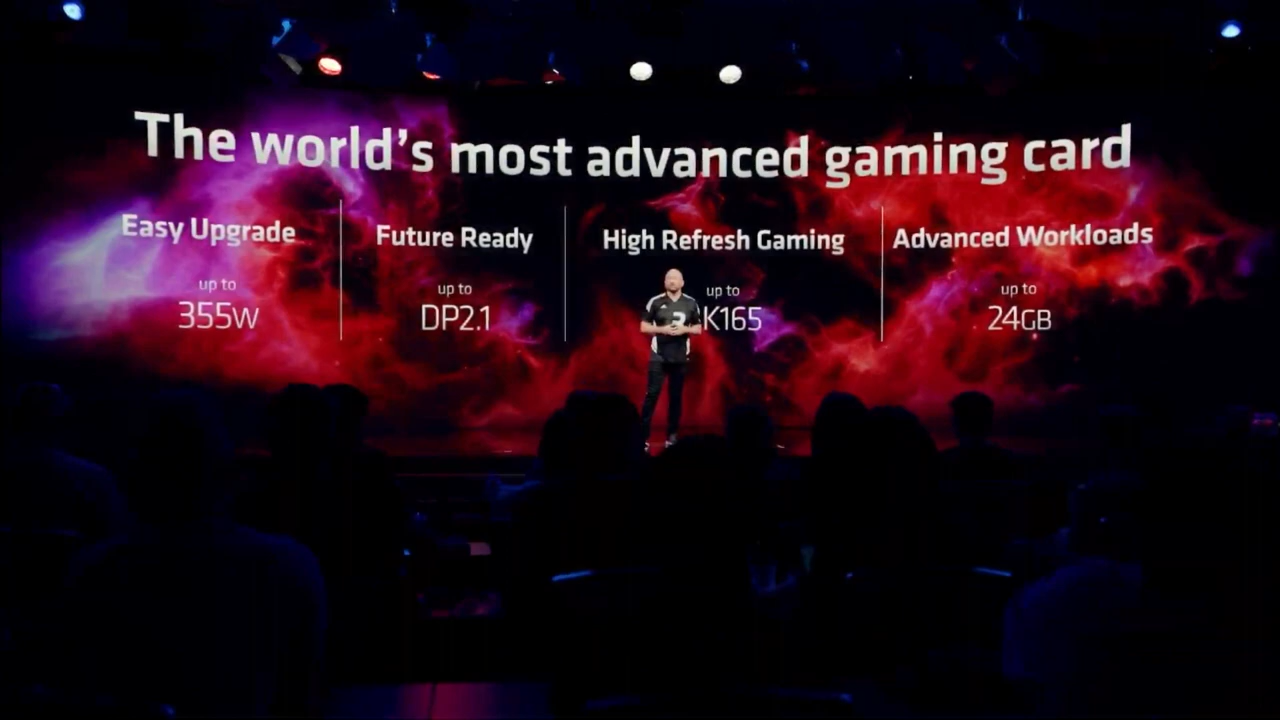 The world's most advanced gaming card
Easy Upgrade
up to
355W
Future Ready
up to
DP2.1
High Refresh Gaming
up to
K165
Advanced Workloads
up to
24GB